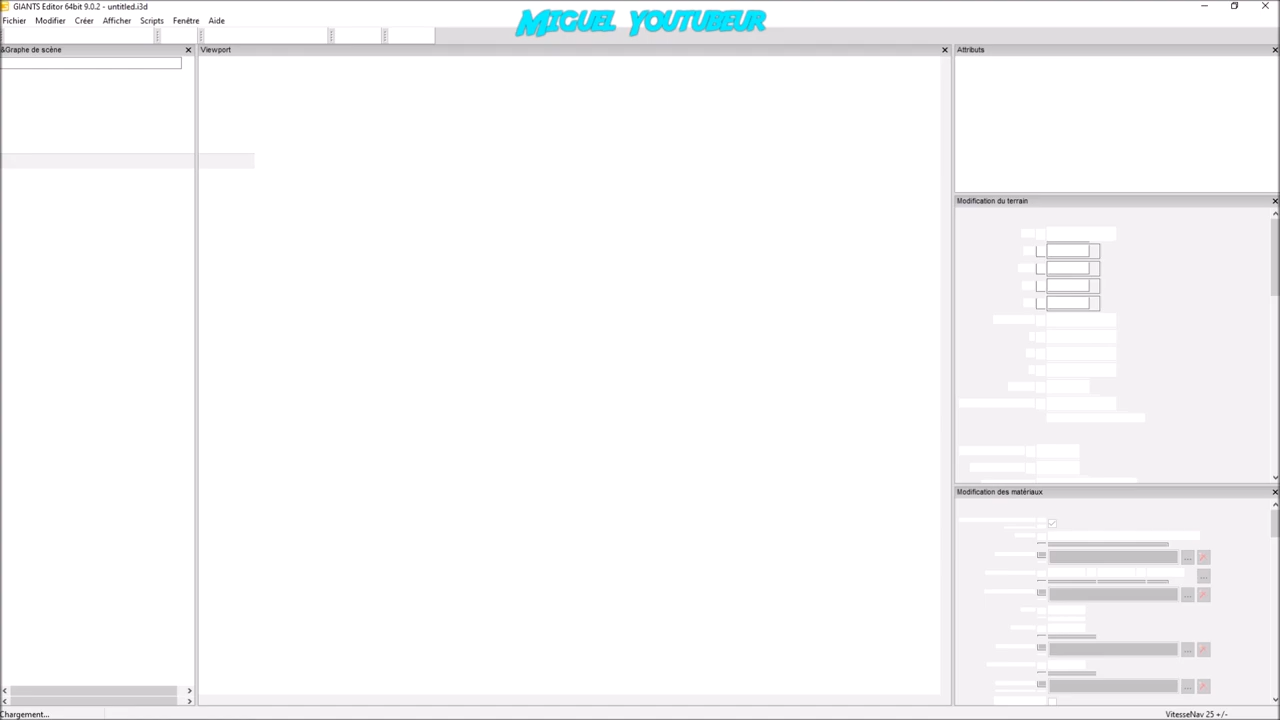 GIANTS Editor 64bit 9.0.2 - untitled.i3d
Fichier Modifier Créer Afficher Scripts Fenêtre Aide
Miguel Youtubeur
&Graphe de scène
Viewport
Attributs
Modification du terrain
Modification des matériaux
Chargement...
VitesseNav 25 +/-